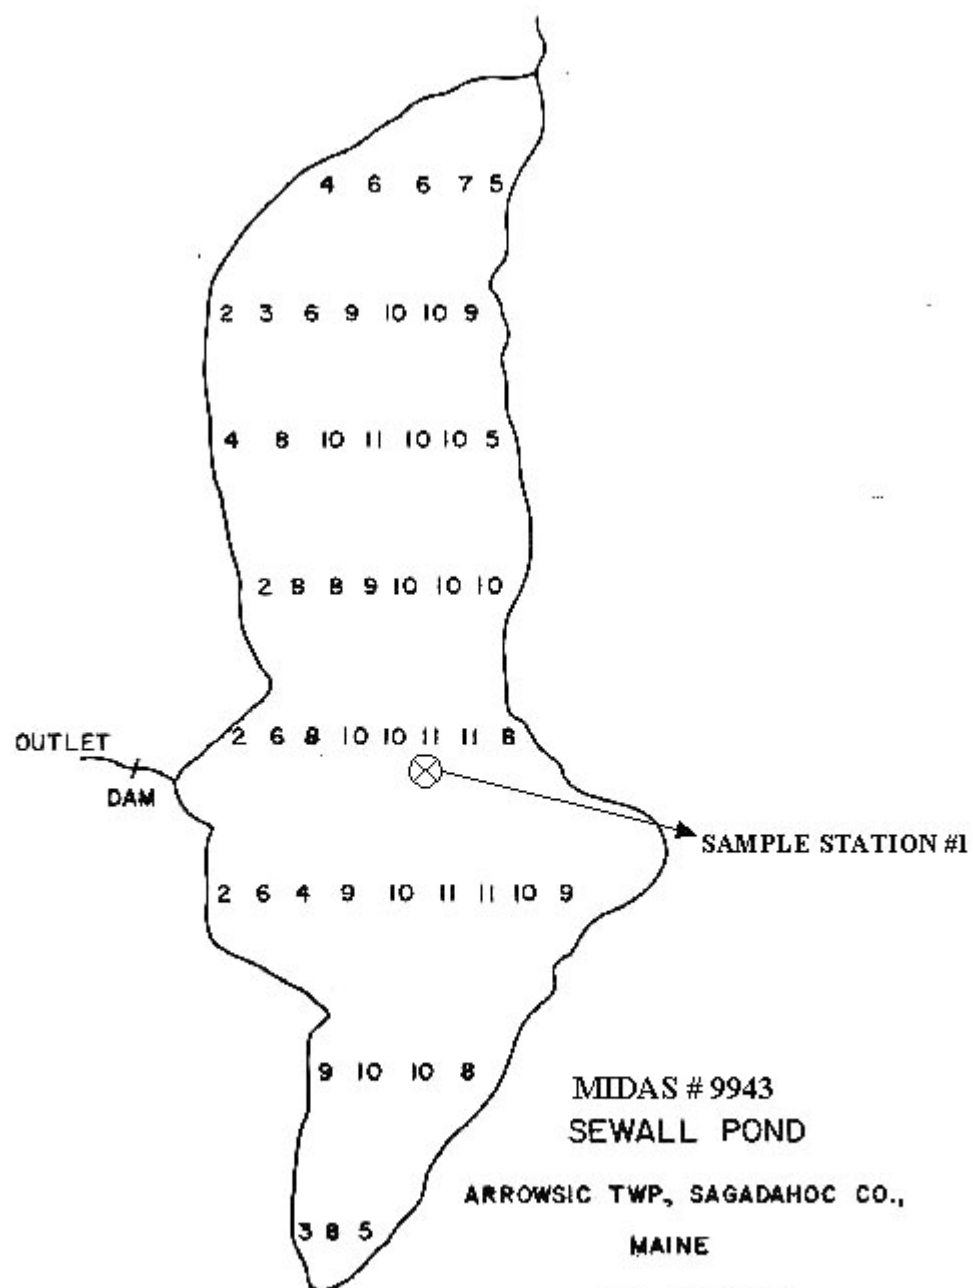 4 6 6 7 5
2 3 6 9 10 10 9
4 8 10 11 10 10 5
2 8 8 9 10 10 10
2 6 8 10 10 11 11 8
OUTLET
DAM
SAMPLE STATION #1
2 6 4 9 10 11 11 10 9
9 10 10 8
MIDAS # 9943
SEWALL POND
ARROWSIC TWP., SAGADAHOC CO.,
3 8 5
MAINE